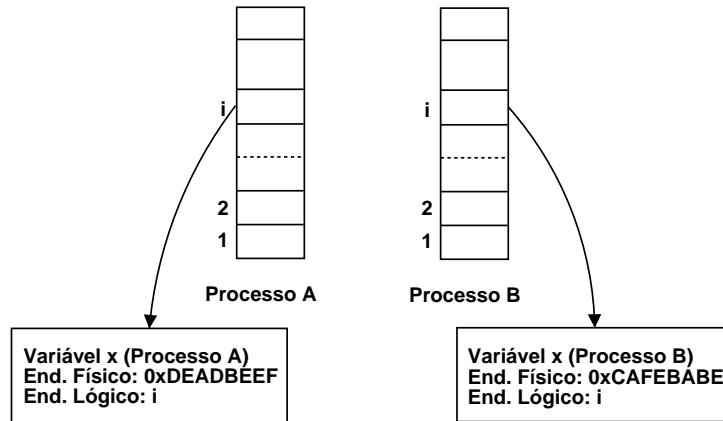 i
i
2
2
1
1
Processo A
Processo B
Variável x (Processo A)
End. Físico: 0xDEADBEEF
End. Lógico: i
Variável x (Processo B)
End. Físico: 0xCAFEBABE
End. Lógico: i